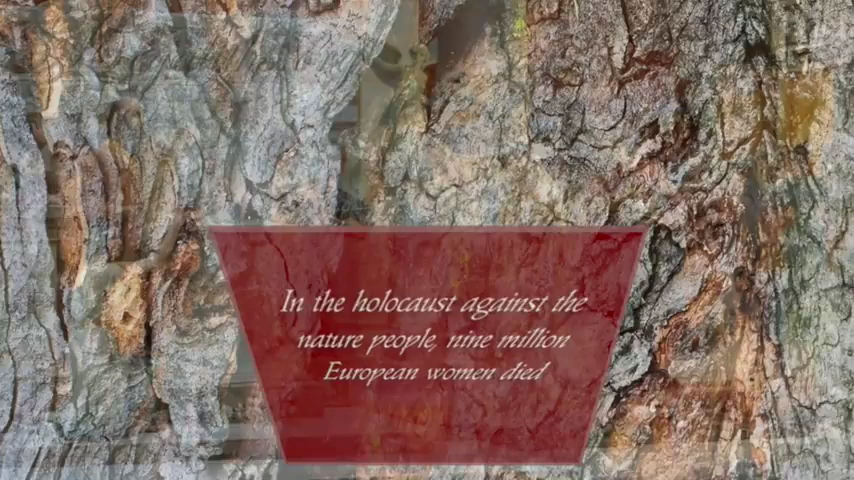 In the holocaust against the
nature people, nine million
European women died